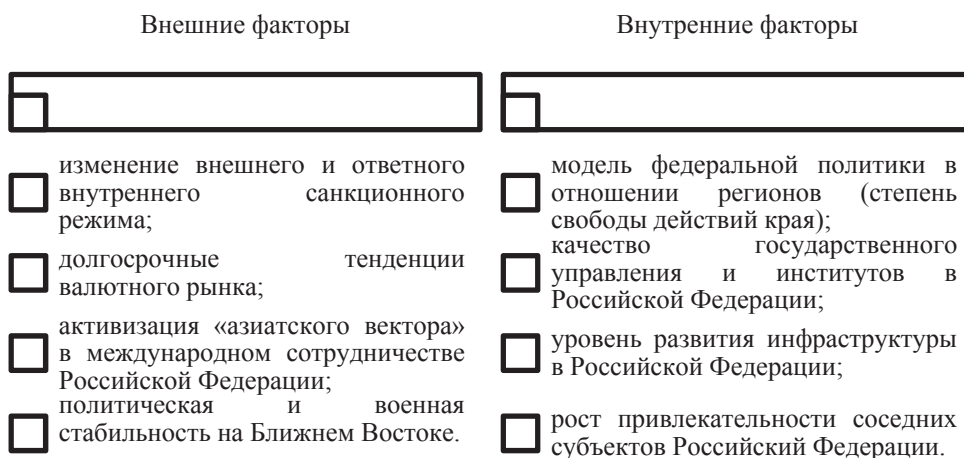 Внешние факторы
изменение внешнего и ответного
внутреннего санкционного
режима;
долгосрочные тенденции
валютного рынка;
активизация «азиатского вектора»
в международном сотрудничестве
Российской Федерации;
политическая и военная
стабильность на Ближнем Востоке.
Внутренние факторы
модель федеральной политики в
отношении регионов (степень
свободы действий края);
качество государственного
управления и институтов в
Российской Федерации;
уровень развития инфраструктуры
в Российской Федерации;
рост привлекательности соседних
субъектов Российский Федерации.